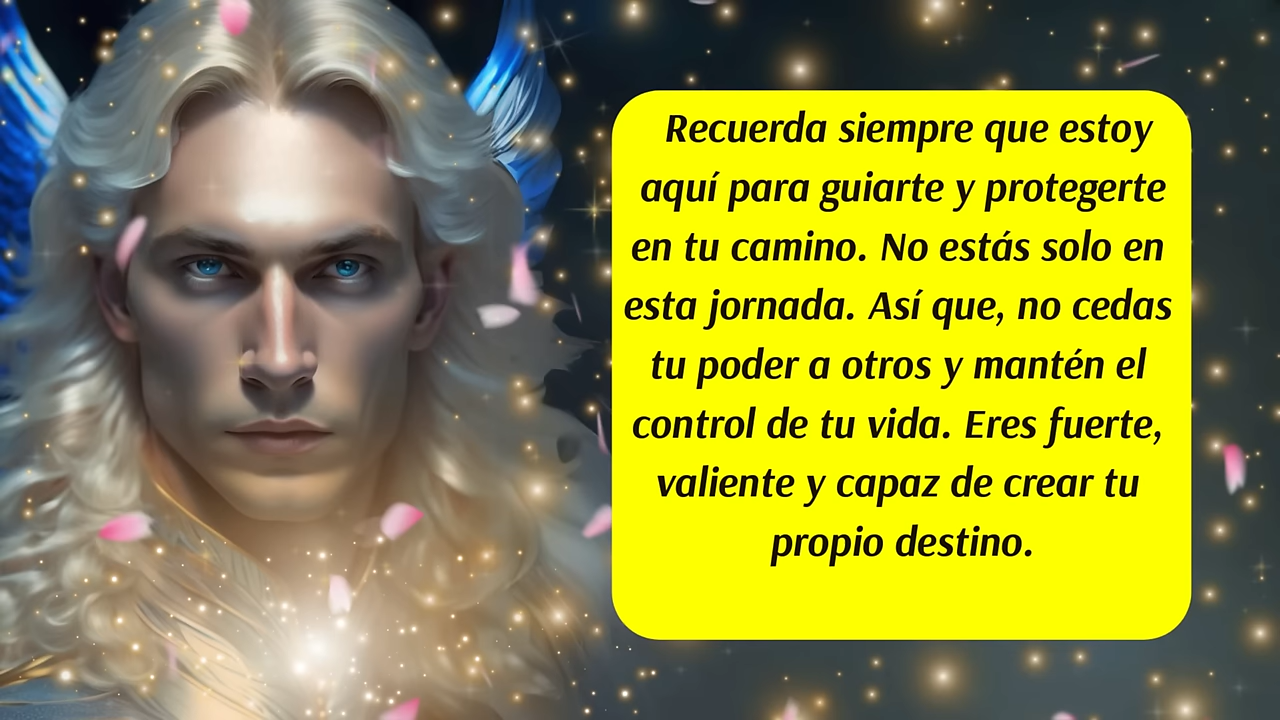 Recuerda siempre que estoy
aquí para guiarte y protegerte
en tu camino. No estás solo en
esta jornada. Así que, no cedas
tu poder a otros y mantén el
control de tu vida. Eres fuerte,
valiente y capaz de crear tu
propio destino.